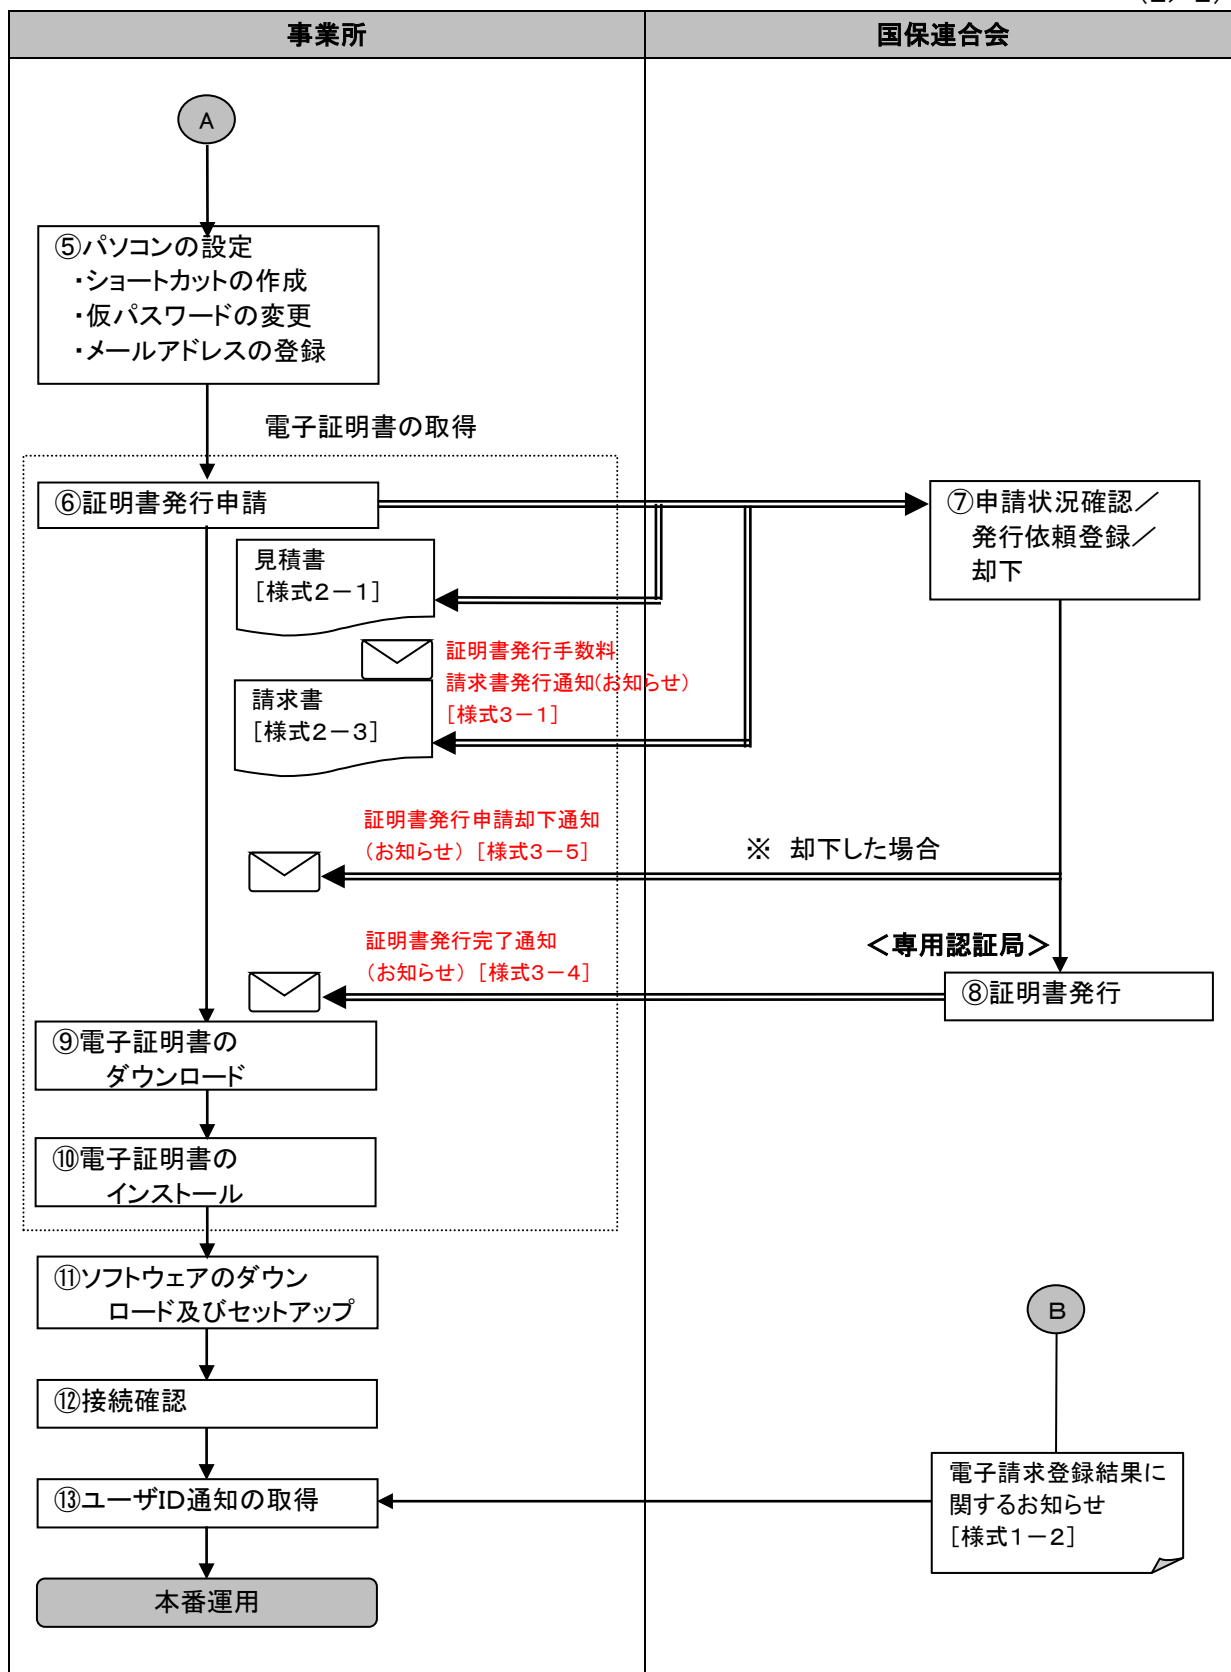 事業所
国保連合会
A
⑤パソコンの設定
・ショートカットの作成
・仮パスワードの変更
・メールアドレスの登録
電子証明書の取得
⑥証明書発行申請
⑦申請状況確認／
発行依頼登録／
却下
見積書
[様式２－１]
証明書発行手数料
請求書発行通知(お知らせ)
[様式３－１]
請求書
[様式２－３]
証明書発行申請却下通知
(お知らせ) [様式３－５]
※　却下した場合
証明書発行完了通知
(お知らせ) [様式３－４]
＜専用認証局＞
⑧証明書発行
⑨電子証明書の
ダウンロード
⑩電子証明書の
インストール
⑪ソフトウェアのダウン
ロード及びセットアップ
B
⑫接続確認
電子請求登録結果に
関するお知らせ
[様式１－２]
⑬ユーザID通知の取得
本番運用